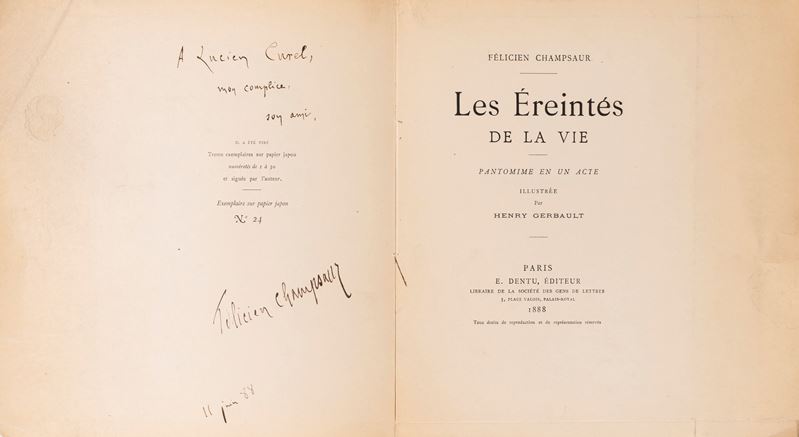 A Lucien Curel,
mon complice,
son ami,
IL A ÉTÉ TIRÉ
Trente exemplaires sur papier japon
numérotés de 1 à 30
et signés par l'auteur.
Exemplaire sur papier japon
N° 24
Félicien Champsaur
11 juin 88
FÉLICIEN CHAMPSAUR
Les Éreintés
DE LA VIE
PANTOMIME EN UN ACTE
ILLUSTRÉE
Par
HENRY GERBAULT
PARIS
E. DENTU, ÉDITEUR
LIBRAIRE DE LA SOCIÉTÉ DES GENS DE LETTRES
3, PLACE VALOIS, PALAIS-ROYAL
1888
Tous droits de reproduction et de représentation réservés